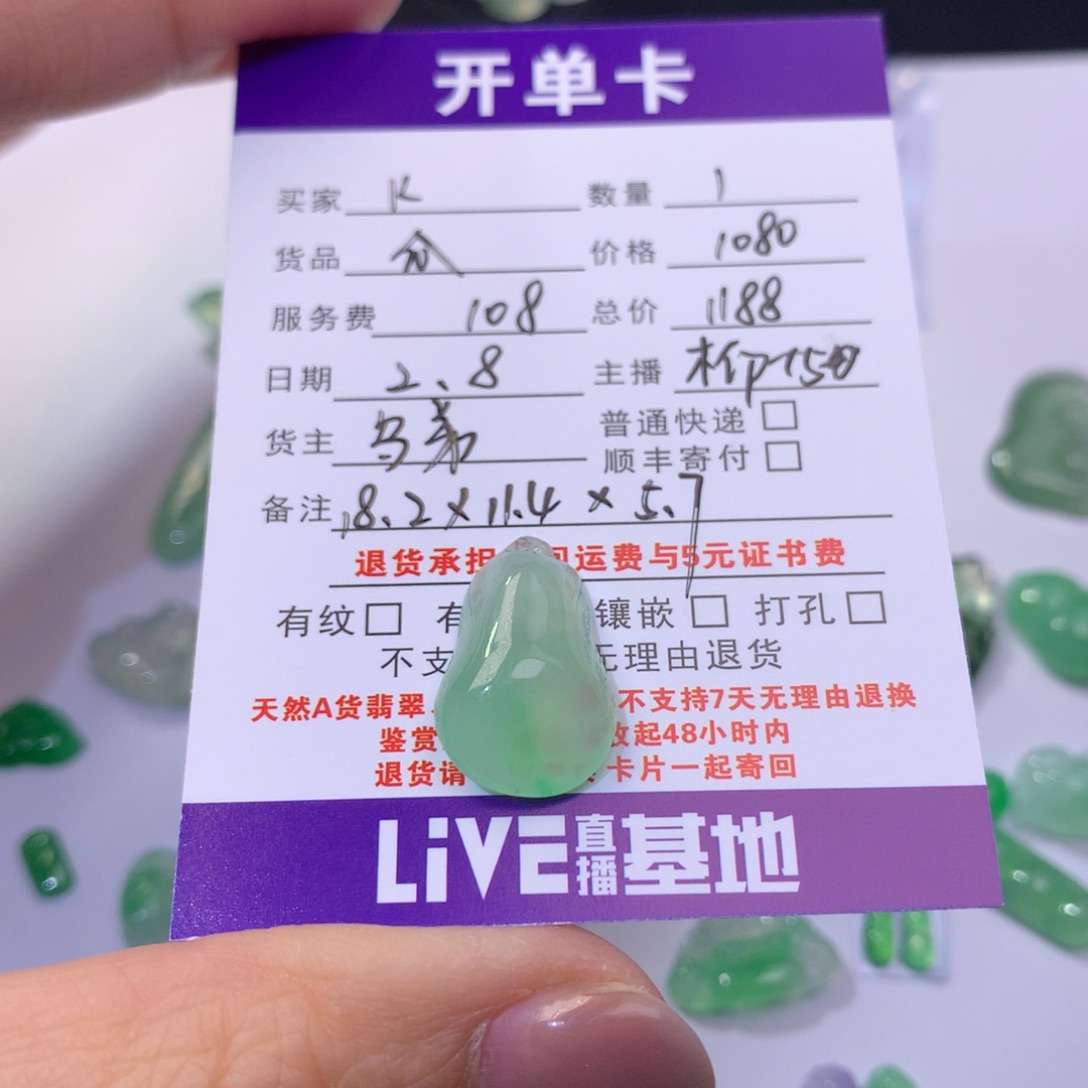 开单卡
买家 K 数量 1
货品 价格 1080
服务费 108 总价 1188
日期 2.8 主播
货主 普通快递
顺丰寄付
备注 18.2×11.4×5.7
退货承担 运费与5元证书费
有纹 有 镶嵌 打孔
不支 无理由退货
天然A货翡翠 不支持7天无理由退换
鉴赏 起48小时内
退货请 卡片一起寄回
LiVE直播基地